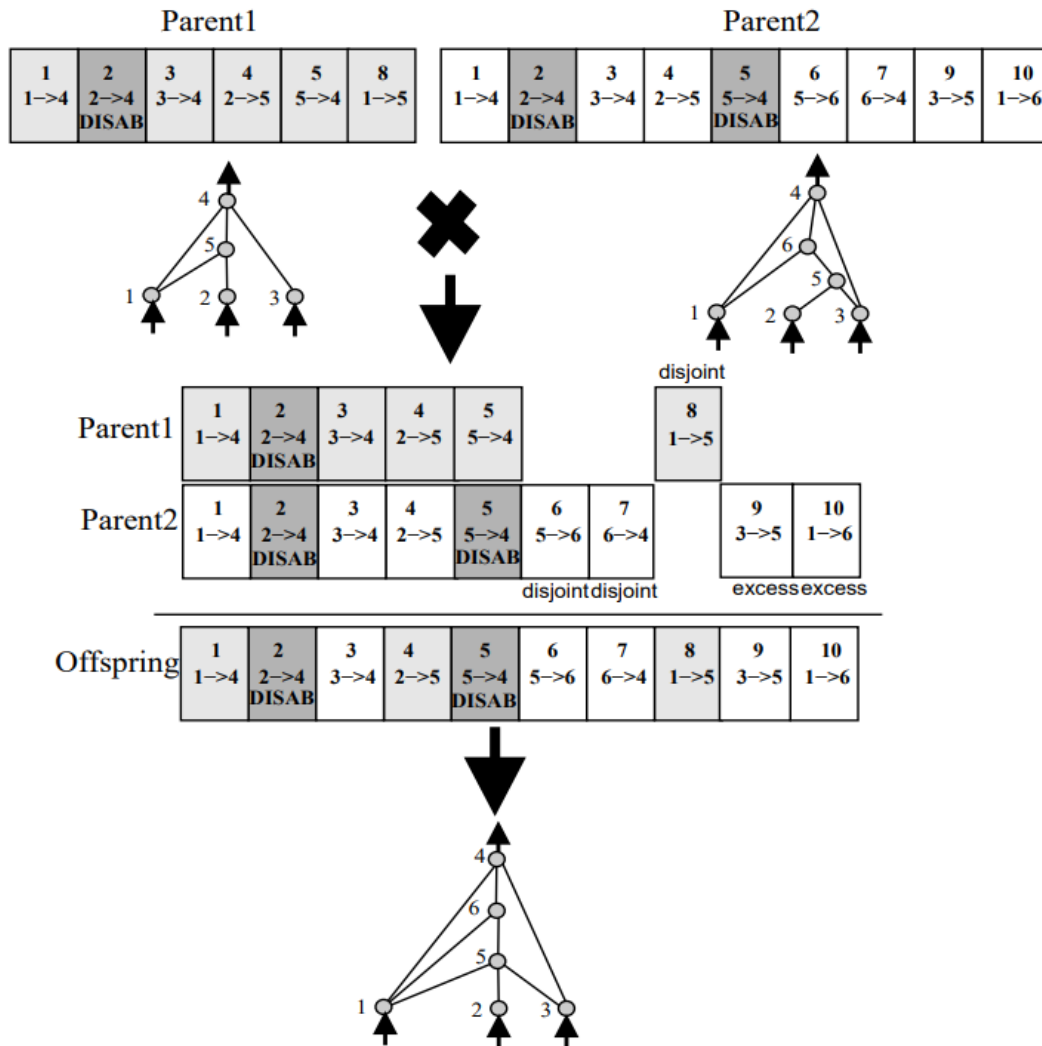 Parent1 Parent2
1 2 3 4 5 8 1 2 3 4 5 6 7 9 10
1->4 2->4 3->4 2->5 5->4 1->5 1->4 2->4 3->4 2->5 5->4 5->6 6->4 3->5 1->6
DISAB DISAB DISAB
4 4
5 6
5
1 2 3 1 2 3
disjoint
Parent1 1 2 3 4 5 8
1->4 2->4 3->4 2->5 5->4 1->5
DISAB
Parent2 1 2 3 4 5 6 7 9 10
1->4 2->4 3->4 2->5 5->4 5->6 6->4 3->5 1->6
DISAB DISAB
disjoint disjoint excess excess
Offspring 1 2 3 4 5 6 7 8 9 10
1->4 2->4 3->4 2->5 5->4 5->6 6->4 1->5 3->5 1->6
DISAB DISAB
4
6
5
1 2 3